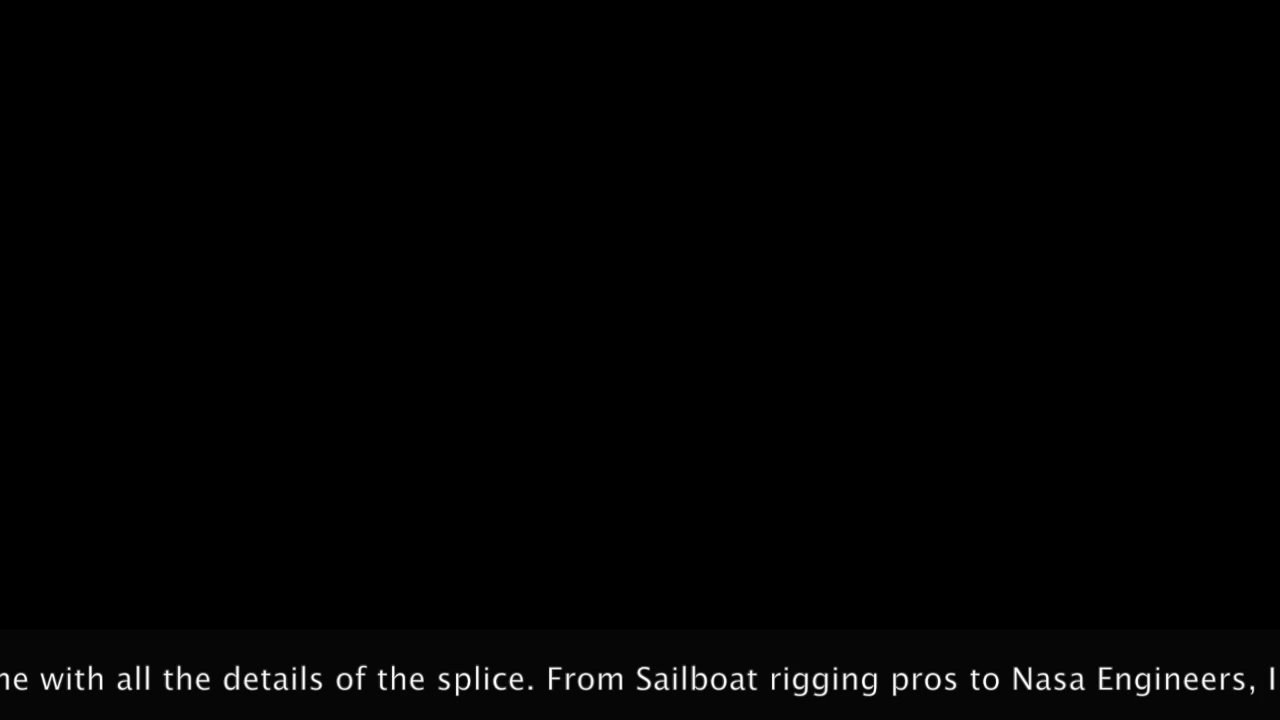 with all the details of the splice. From Sailboat rigging pros to Nasa Engineers, I